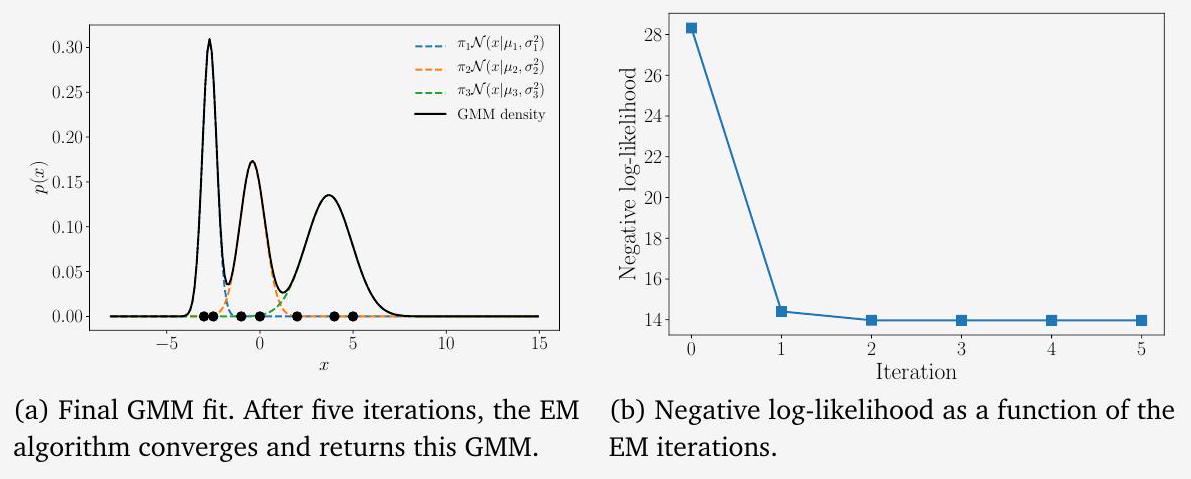 0.30
0.25
0.20
0.15
0.10
0.05
0.00
p(x)
−5 0 5 10 15
x
π₁𝒩(x|μ₁, σ₁²)
π₂𝒩(x|μ₂, σ₂²)
π₃𝒩(x|μ₃, σ₃²)
GMM density
(a) Final GMM fit. After five iterations, the EM
algorithm converges and returns this GMM.
28
26
24
22
20
18
16
14
Negative log-likelihood
0 1 2 3 4 5
Iteration
(b) Negative log-likelihood as a function of the
EM iterations.